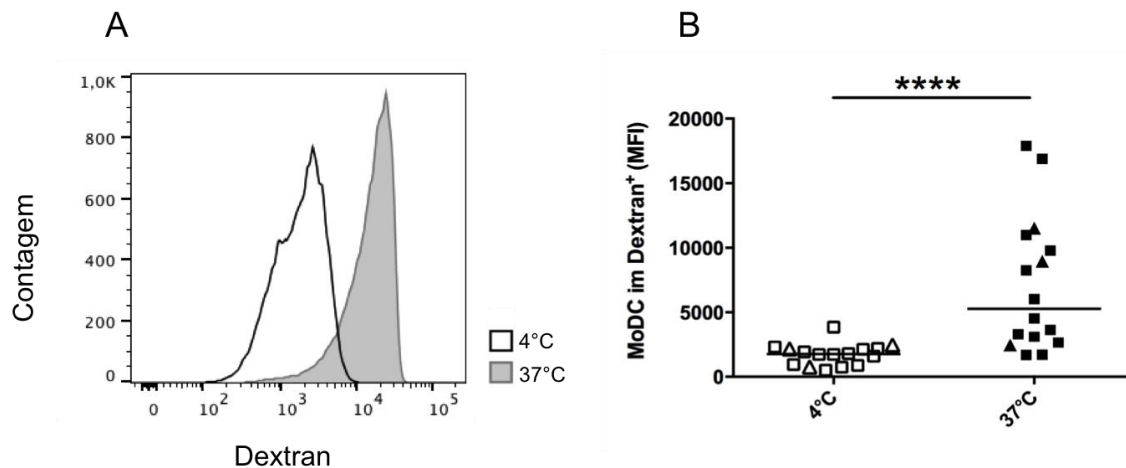 A
1,0K
800
600
400
200
0
0 10² 10³ 10⁴ 10⁵
Contagem
Dextran
4°C
37°C
B
****
MoDC im Dextran⁺ (MFI)
20000
15000
10000
5000
0
4°C
37°C